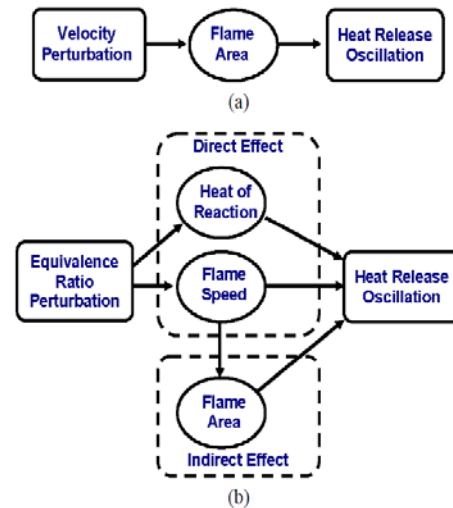 Velocity
Perturbation
Flame
Area
Heat Release
Oscillation
(a)
Direct Effect
Heat of
Reaction
Equivalence
Ratio
Perturbation
Flame
Speed
Heat Release
Oscillation
Flame
Area
Indirect Effect
(b)